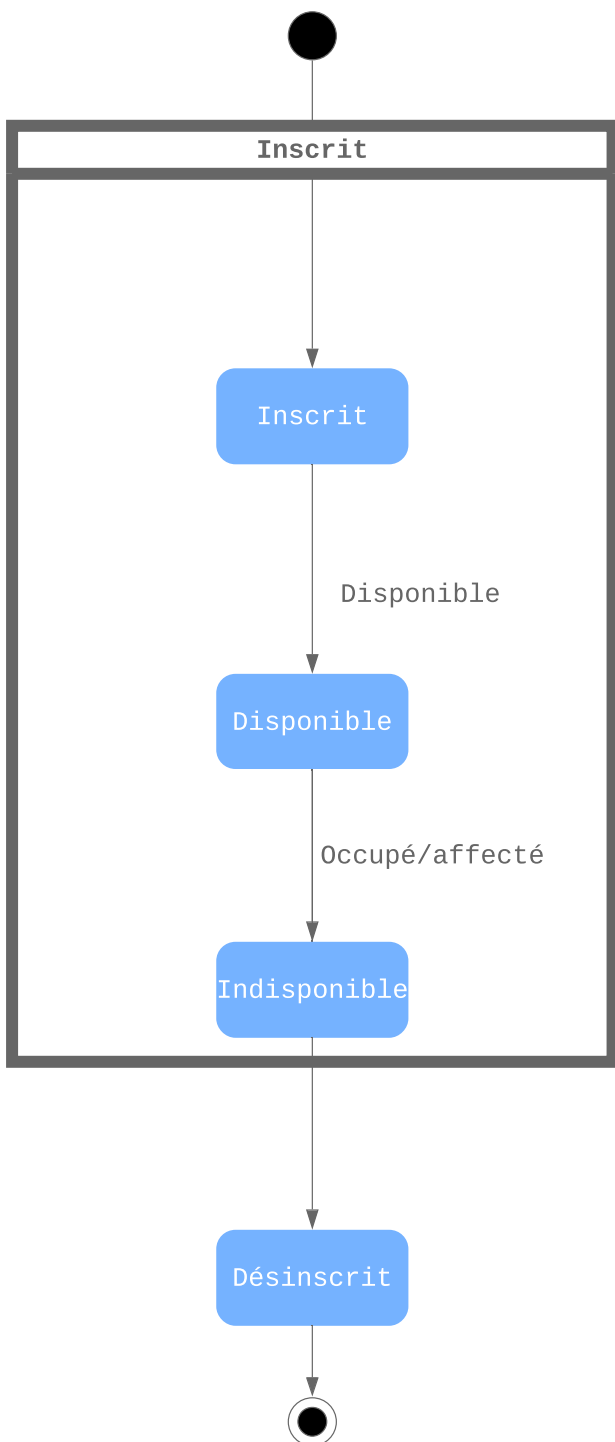 Inscrit
Inscrit
Disponible
Disponible
Occupé/affecté
Indisponible
Désinscrit